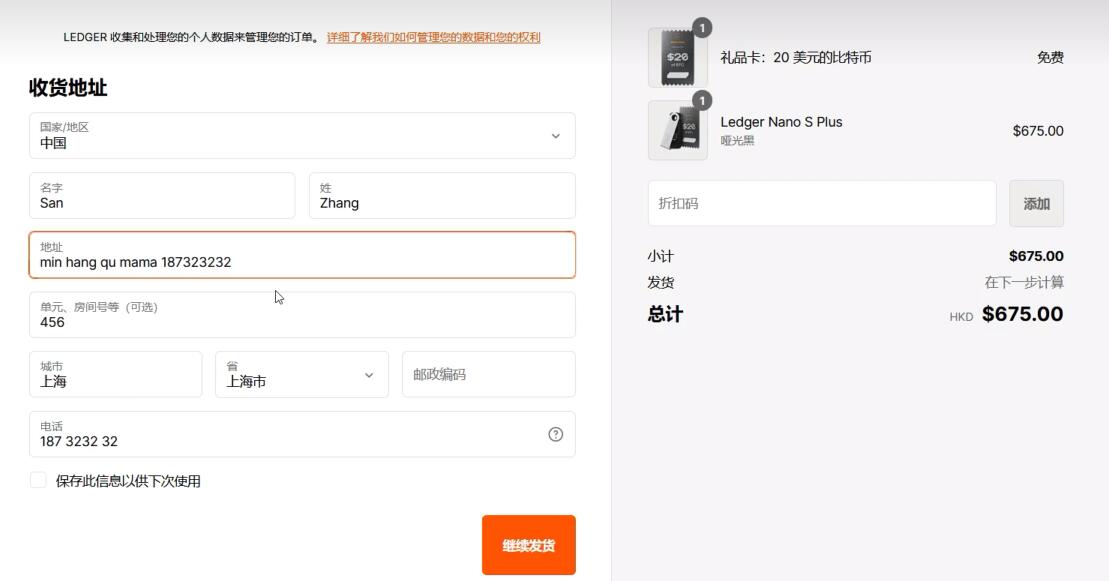 LEDGER 收集和处理您的个人数据来管理您的订单。 详细了解我们如何管理您的数据和您的权利
收货地址
国家/地区
中国
名字
San
姓
Zhang
地址
min hang qu mama 187323232
单元、房间号等（可选）
456
城市
上海
省
上海市
邮政编码
电话
187 3232 32
保存此信息以供下次使用
继续发货
1
$20
礼品卡：20 美元的比特币
免费
1
$20
Ledger Nano S Plus
哑光黑
$675.00
折扣码
添加
小计
$675.00
发货
在下一步计算
总计
HKD $675.00